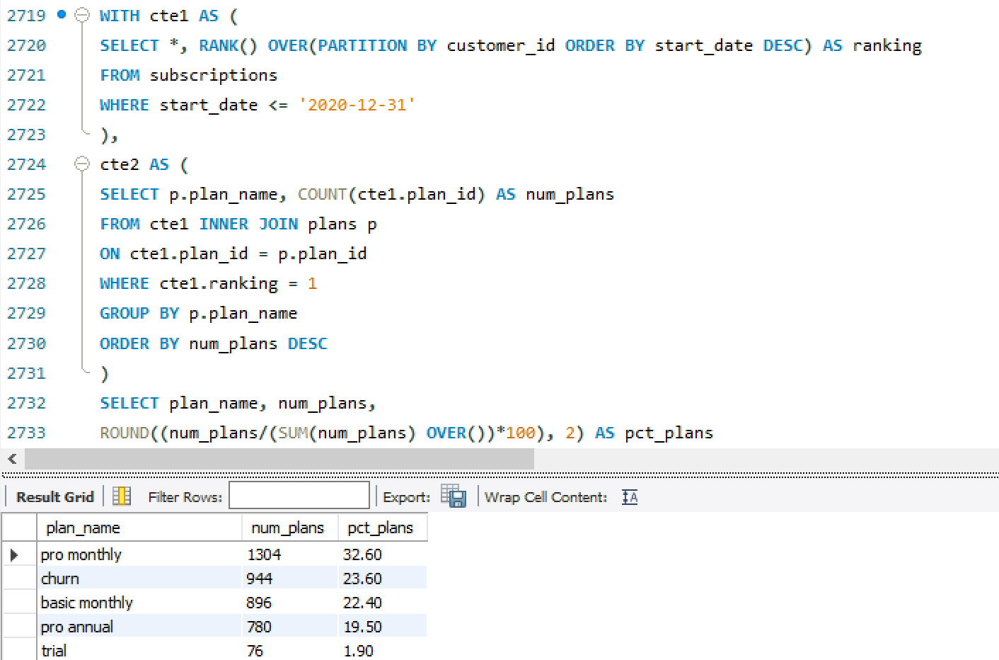 2719 WITH cte1 AS (
2720 SELECT *, RANK() OVER(PARTITION BY customer_id ORDER BY start_date DESC) AS ranking
2721 FROM subscriptions
2722 WHERE start_date <= '2020-12-31'
2723 ),
2724 cte2 AS (
2725 SELECT p.plan_name, COUNT(cte1.plan_id) AS num_plans
2726 FROM cte1 INNER JOIN plans p
2727 ON cte1.plan_id = p.plan_id
2728 WHERE cte1.ranking = 1
2729 GROUP BY p.plan_name
2730 ORDER BY num_plans DESC
2731 )
2732 SELECT plan_name, num_plans,
2733 ROUND((num_plans/(SUM(num_plans) OVER())*100), 2) AS pct_plans
Result Grid Filter Rows: Export: Wrap Cell Content:
plan_name num_plans pct_plans
pro monthly 1304 32.60
churn 944 23.60
basic monthly 896 22.40
pro annual 780 19.50
trial 76 1.90